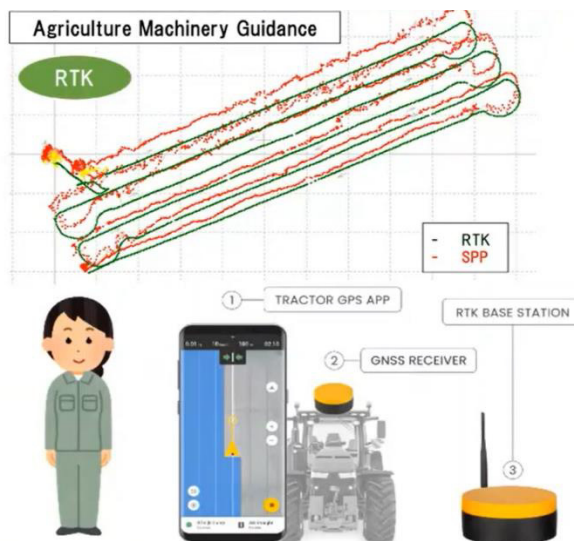 Agriculture Machinery Guidance
RTK
- RTK
- SPP
1 TRACTOR GPS APP
RTK BASE STATION
2 GNSS RECEIVER
3